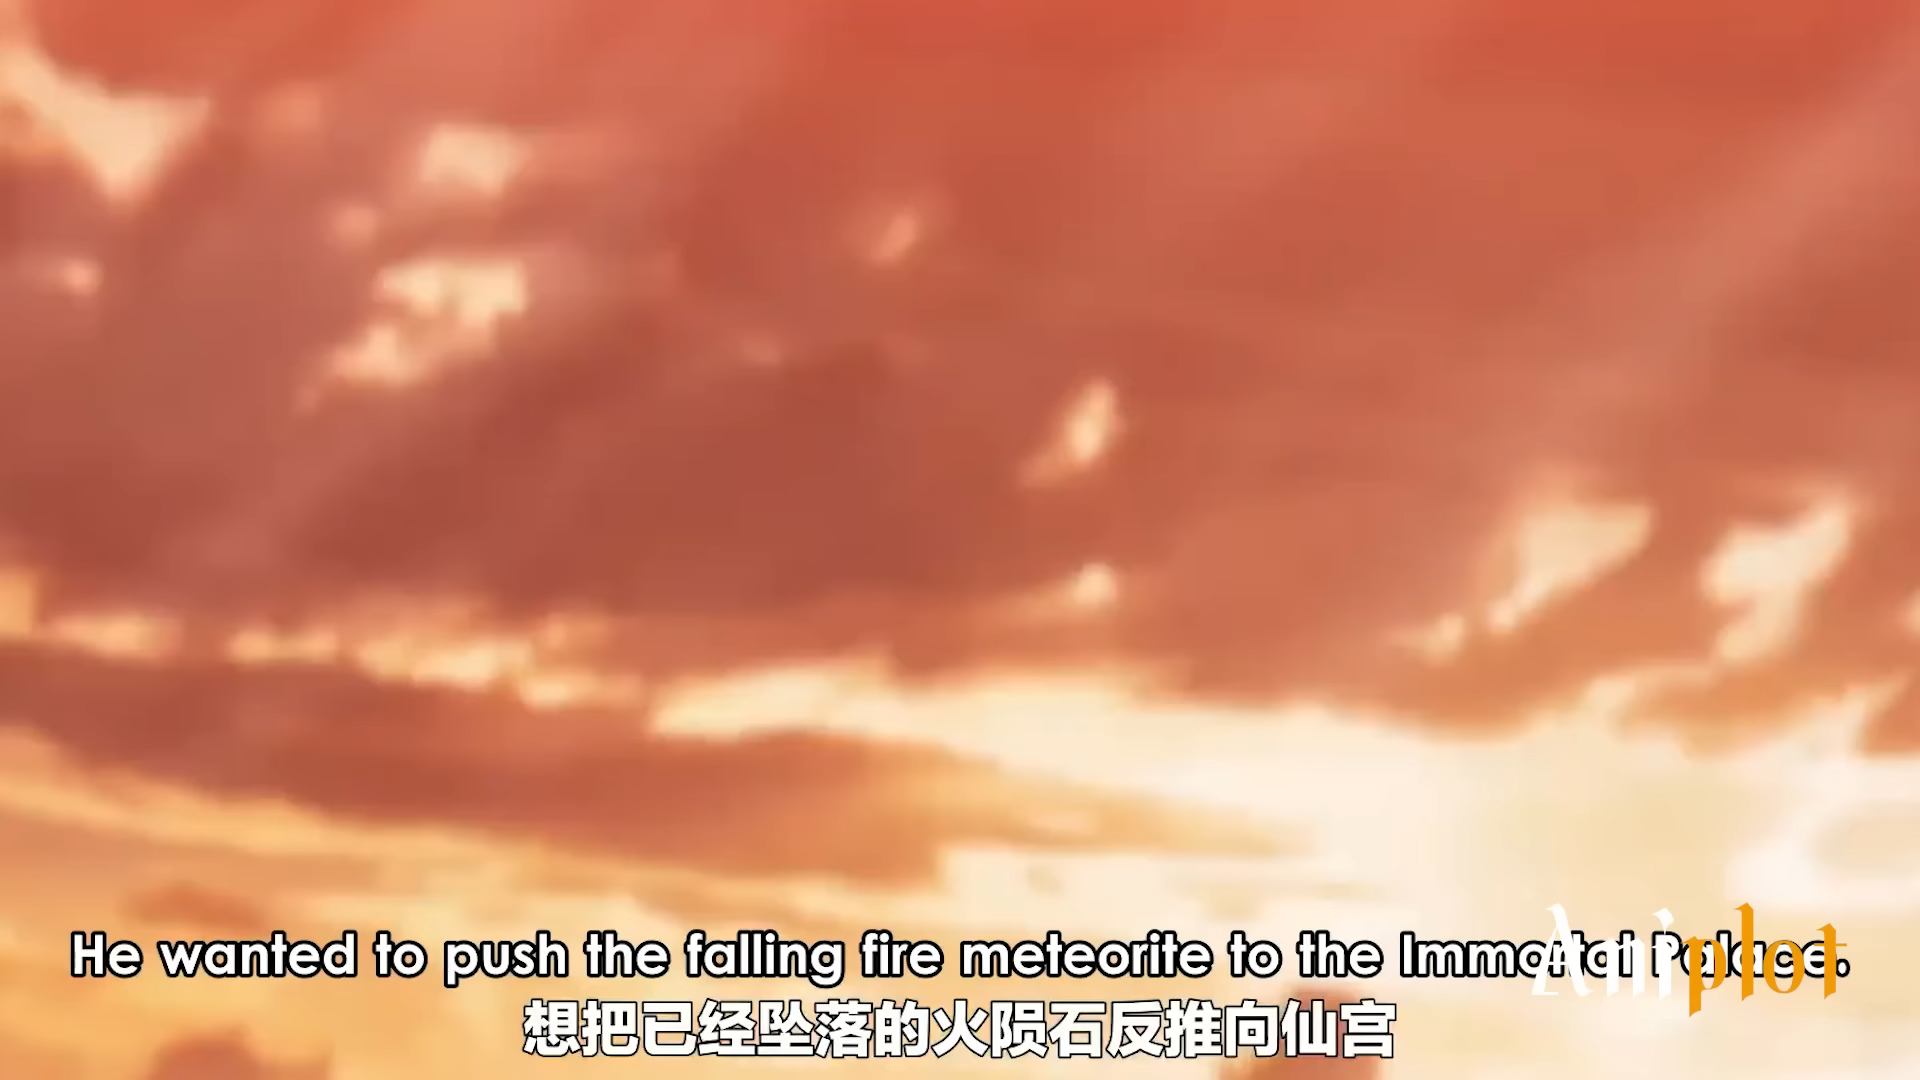 He wanted to push the falling fire meteorite to the Immortal Palace.
想把已经坠落的火陨石反推向仙宫
Aniplot